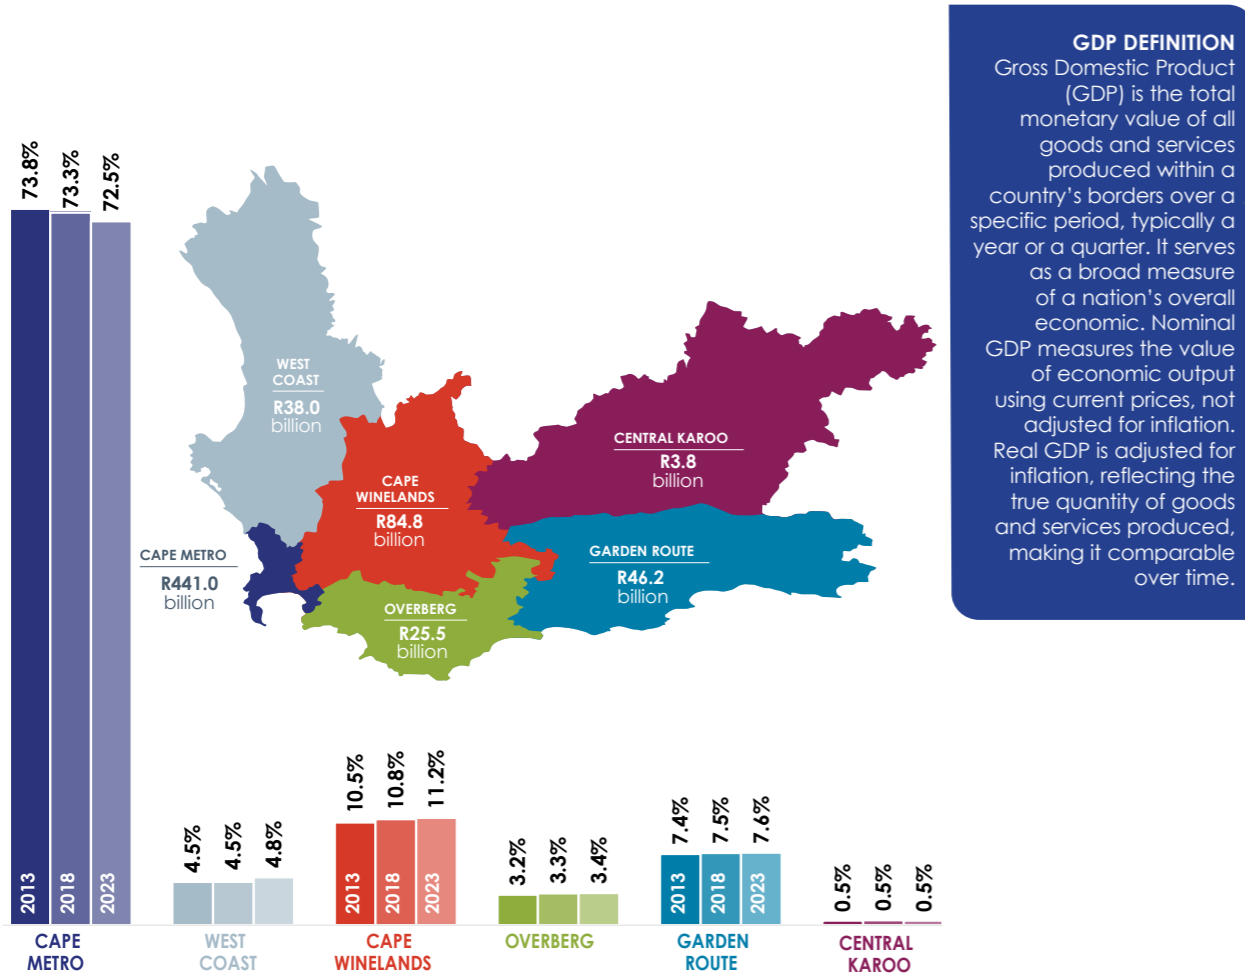 GDP DEFINITION
Gross Domestic Product
(GDP) is the total
monetary value of all
goods and services
produced within a
country's borders over a
specific period, typically a
year or a quarter. It serves
as a broad measure
of a nation's overall
economic. Nominal
GDP measures the value
of economic output
using current prices, not
adjusted for inflation.
Real GDP is adjusted for
inflation, reflecting the
true quantity of goods
and services produced,
making it comparable
over time.
WEST
COAST
R38.0
billion
CENTRAL KAROO
R3.8
billion
CAPE
WINELANDS
R84.8
billion
CAPE METRO
R441.0
billion
GARDEN ROUTE
R46.2
billion
OVERBERG
R25.5
billion
73.8%
73.3%
72.5%
2013
2018
2023
CAPE
METRO
4.5%
4.5%
4.8%
WEST
COAST
10.5%
10.8%
11.2%
2013
2018
2023
CAPE
WINELANDS
3.2%
3.3%
3.4%
OVERBERG
7.4%
7.5%
7.6%
2013
2018
2023
GARDEN
ROUTE
0.5%
0.5%
0.5%
CENTRAL
KAROO